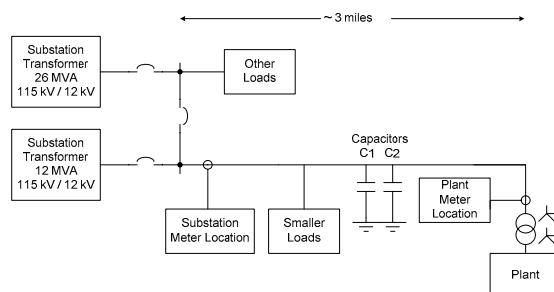 ~ 3 miles
Substation
Transformer
26 MVA
115 kV / 12 kV
Other
Loads
Substation
Transformer
12 MVA
115 kV / 12 kV
Capacitors
C1 C2
Substation
Meter Location
Smaller
Loads
Plant
Meter
Location
Plant